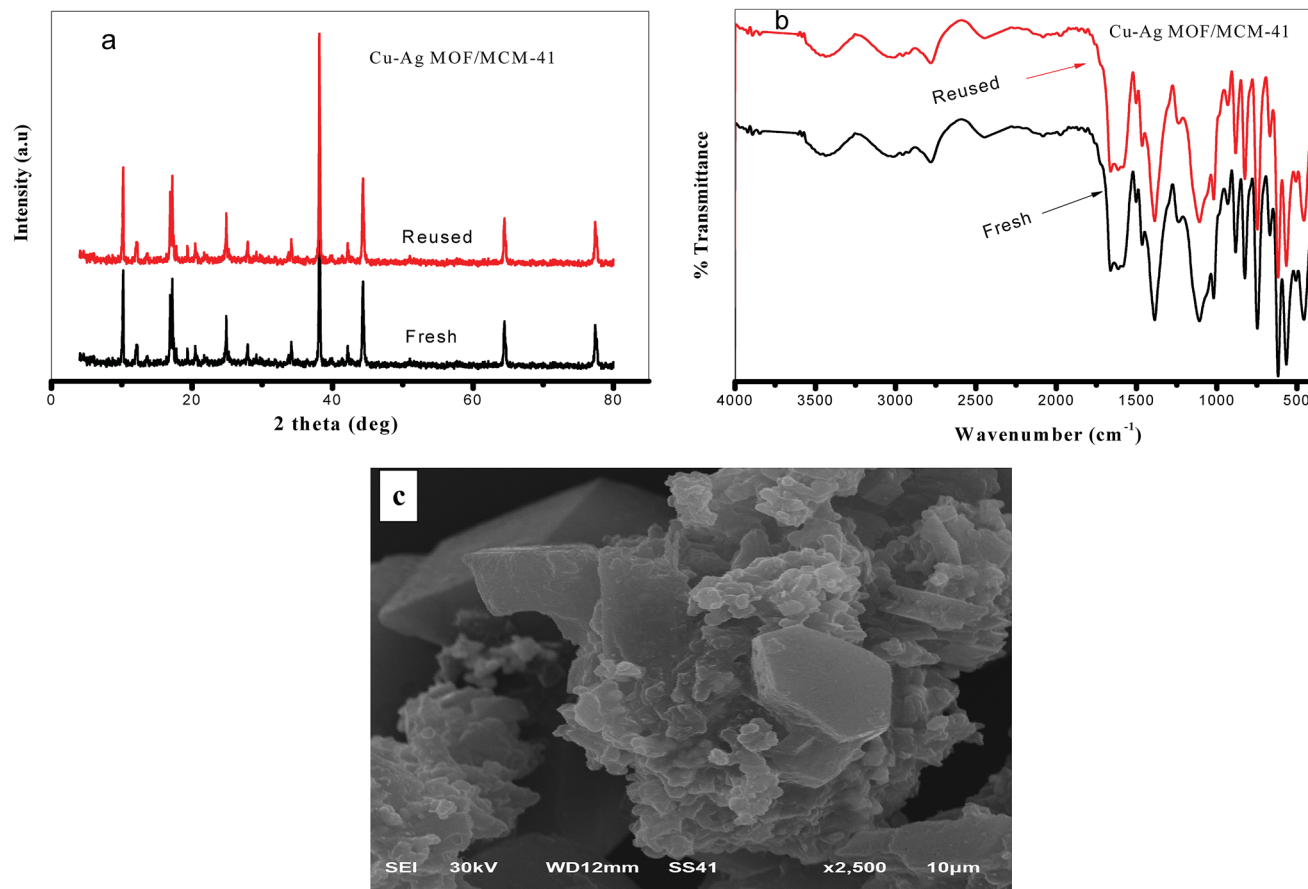 a
Cu-Ag MOF/MCM-41
Reused
Fresh
Intensity (a.u)
0 20 40 60 80
2 theta (deg)
b
Cu-Ag MOF/MCM-41
Reused
Fresh
% Transmittance
4000 3500 3000 2500 2000 1500 1000 500
Wavenumber (cm⁻¹)
c
SEI 30kV WD12mm SS41 x2,500 10µm